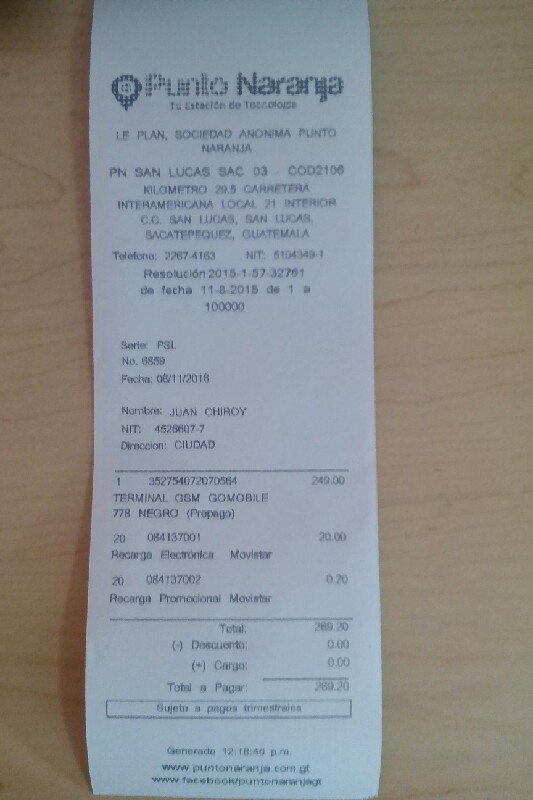 Punto Naranja
Tu Estación de Tecnología
LE PLAN, SOCIEDAD ANONIMA PUNTO
NARANJA
PN SAN LUCAS SAC 03 - COD2106
KILOMETRO 29.5 CARRETERA
INTERAMERICANA LOCAL 21 INTERIOR
C.C. SAN LUCAS, SAN LUCAS,
SACATEPEQUEZ, GUATEMALA
Teléfono: 2267-4163 NIT: 8104349-1
Resolución 2015-1-57-32761
de fecha 11-8-2015 de 1 a
100000
Serie: PSL
No. 6859
Fecha: 06/11/2016
Nombre: JUAN CHIROY
NIT: 4526607-7
Direccion: CIUDAD
1 352754072070564 249.00
TERMINAL GSM GOMOBILE
778 NEGRO (Prepago)
20 084137001 20.00
Recarga Electrónica Movistar
20 084137002 0.20
Recarga Promocional Movistar
Total: 269.20
(-) Descuento: 0.00
(+) Cargo: 0.00
Total a Pagar: 269.20
Sujeto a pagos trimestrales
Generado 12:18:49 p.m.
www.puntonaranja.com.gt
www.facebook/puntonaranjagt